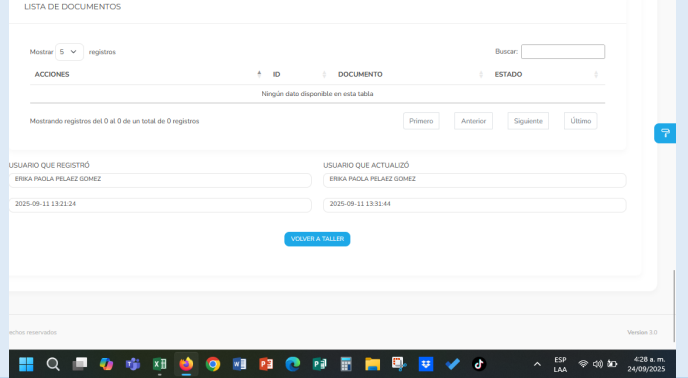 LISTA DE DOCUMENTOS
Mostrar 5 registros
Buscar:
ACCIONES ID DOCUMENTO ESTADO
Ningún dato disponible en esta tabla
Mostrando registros del 0 al 0 de un total de 0 registros
Primero Anterior Siguiente Último
USUARIO QUE REGISTRÓ USUARIO QUE ACTUALIZÓ
ERIKA PAOLA PELAEZ GOMEZ ERIKA PAOLA PELAEZ GOMEZ
2025-09-11 13:21:24 2025-09-11 13:31:44
VOLVER A TALLER
echos reservados Version 3.0
ESP 4:28 a. m.
LAA 24/09/2025